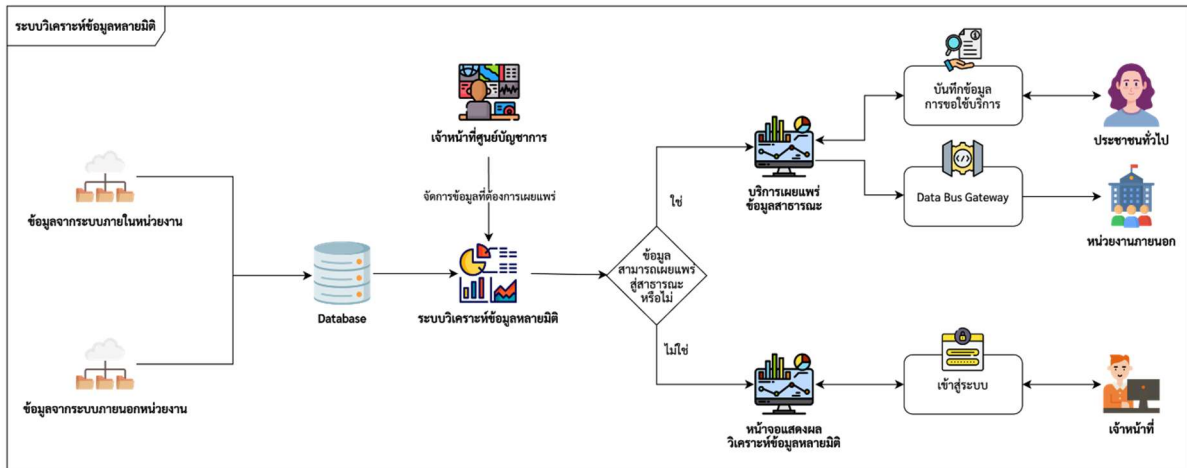 ระบบวิเคราะห์ข้อมูลหลายมิติ
เจ้าหน้าที่ศูนย์บัญชาการ
จัดการข้อมูลที่ต้องการเผยแพร่
ข้อมูลจากระบบภายในหน่วยงาน
ข้อมูลจากระบบภายนอกหน่วยงาน
Database
ระบบวิเคราะห์ข้อมูลหลายมิติ
ข้อมูล
สามารถเผยแพร่
สู่สาธารณะ
หรือไม่
ใช่
ไม่ใช่
บริการเผยแพร่
ข้อมูลสาธารณะ
บันทึกข้อมูล
การขอใช้บริการ
ประชาชนทั่วไป
Data Bus Gateway
หน่วยงานภายนอก
หน้าจอแสดงผล
วิเคราะห์ข้อมูลหลายมิติ
เข้าสู่ระบบ
เจ้าหน้าที่